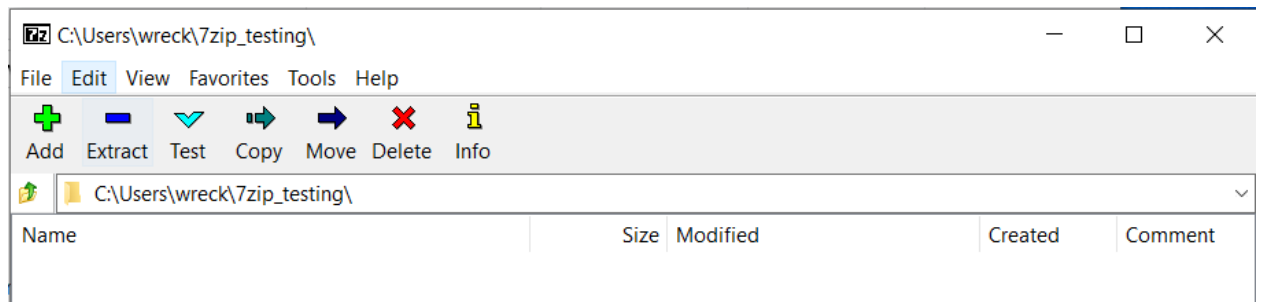 7z C:\Users\wreck\7zip_testing\
File Edit View Favorites Tools Help
Add Extract Test Copy Move Delete Info
C:\Users\wreck\7zip_testing\
Name Size Modified Created Comment